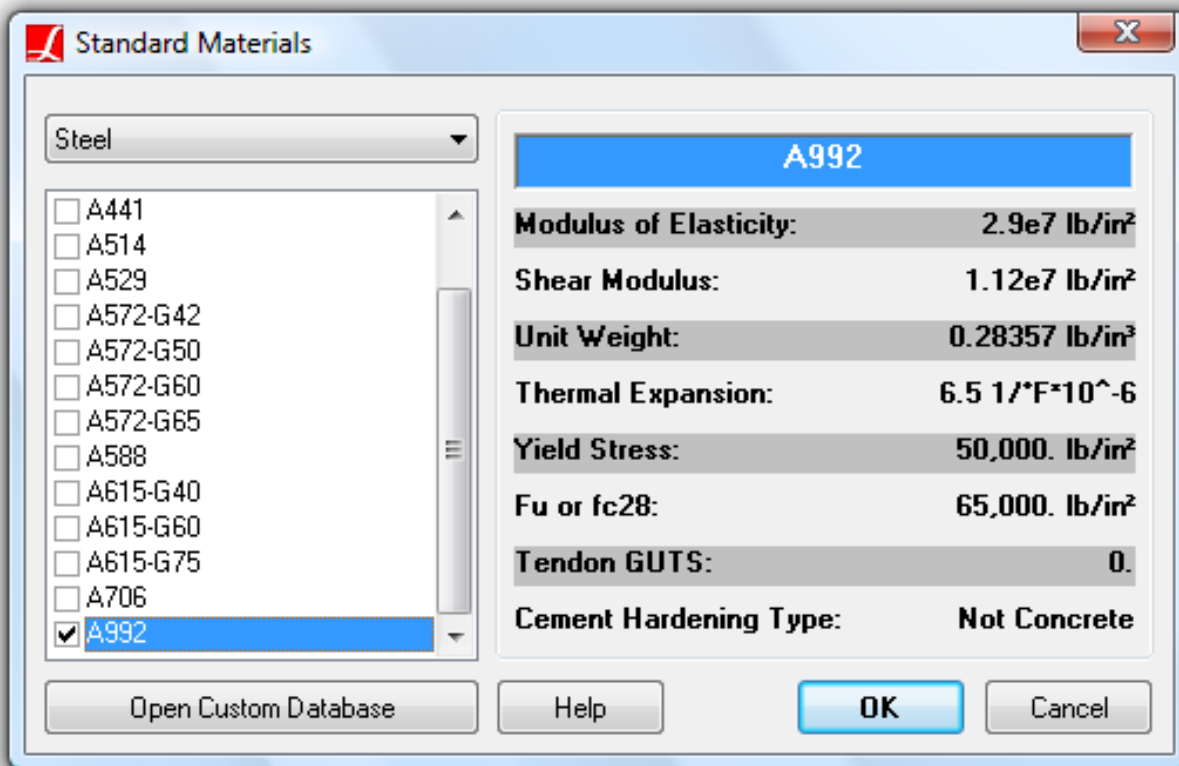 Standard Materials
Steel
A441
A514
A529
A572-G42
A572-G50
A572-G60
A572-G65
A588
A615-G40
A615-G60
A615-G75
A706
A992
A992
Modulus of Elasticity: 2.9e7 lb/in²
Shear Modulus: 1.12e7 lb/in²
Unit Weight: 0.28357 lb/in³
Thermal Expansion: 6.5 1/°F*10^-6
Yield Stress: 50,000. lb/in²
Fu or fc28: 65,000. lb/in²
Tendon GUTS: 0.
Cement Hardening Type: Not Concrete
Open Custom Database
Help
OK
Cancel